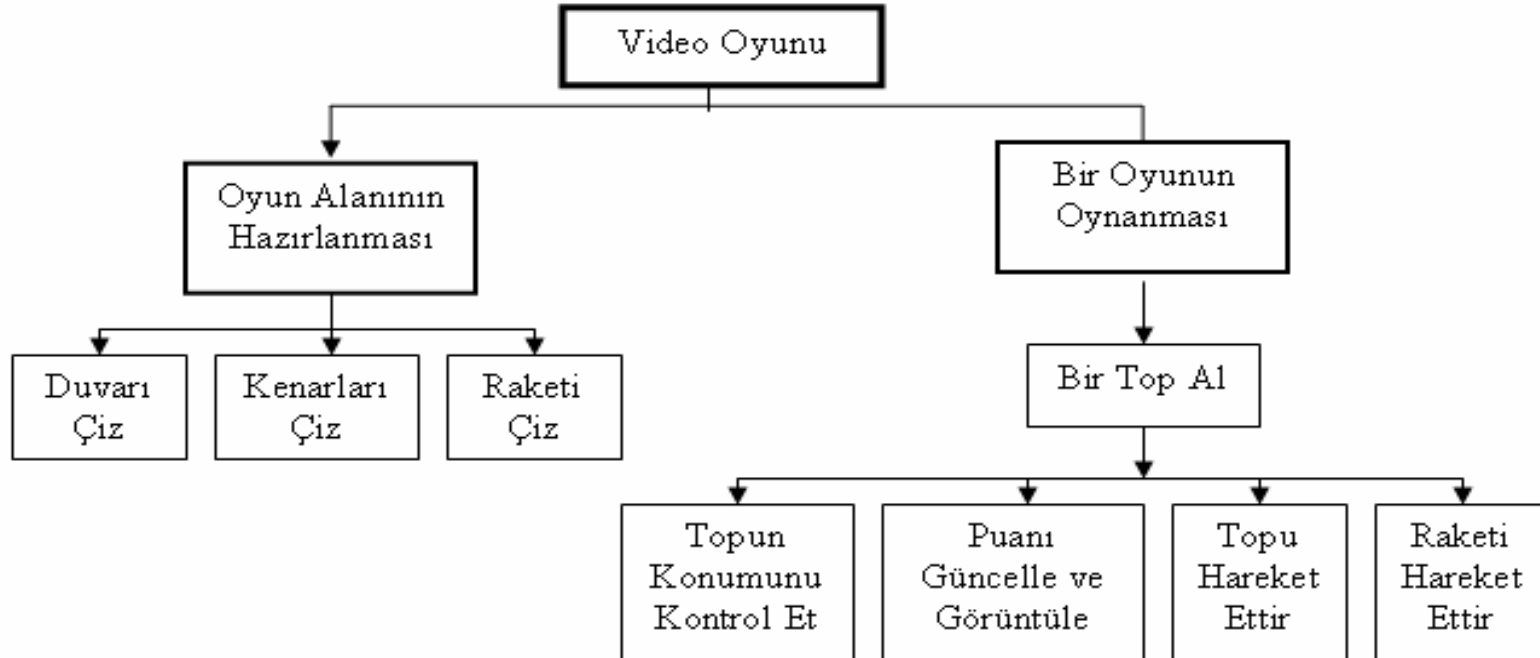 Video Oyunu
Oyun Alanının
Hazırlanması
Bir Oyunun
Oynanması
Duvarı
Çiz
Kenarları
Çiz
Raketi
Çiz
Bir Top Al
Topun
Konumunu
Kontrol Et
Puanı
Güncelle ve
Görüntüle
Topu
Hareket
Ettir
Raketi
Hareket
Ettir